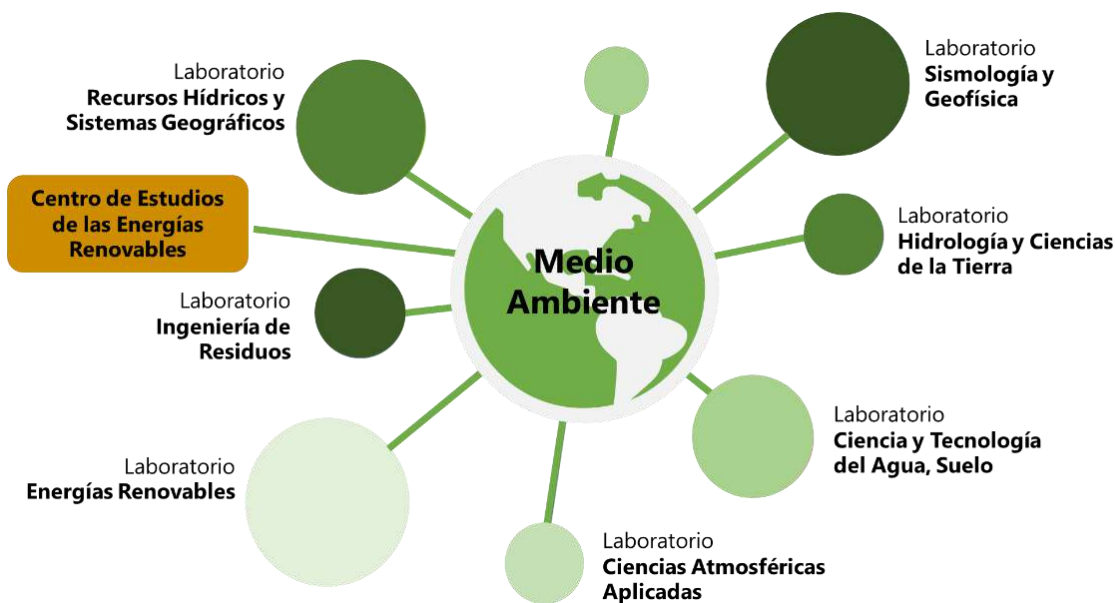 Laboratorio
Recursos Hídricos y
Sistemas Geográficos
Centro de Estudios
de las Energías
Renovables
Laboratorio
Ingeniería de
Residuos
Laboratorio
Energías Renovables
Medio
Ambiente
Laboratorio
Sismología y
Geofísica
Laboratorio
Hidrología y Ciencias
de la Tierra
Laboratorio
Ciencia y Tecnología
del Agua, Suelo
Laboratorio
Ciencias Atmosféricas
Aplicadas